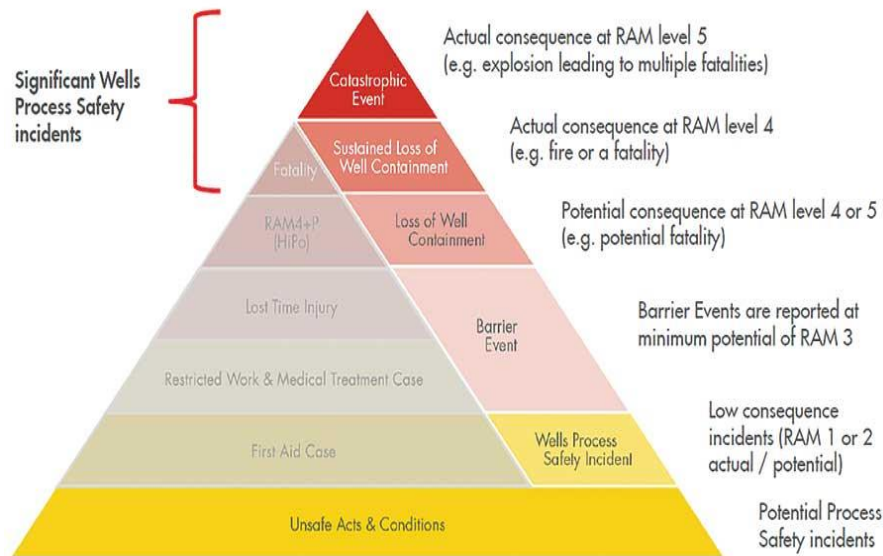 Significant Wells
Process Safety
incidents
Catastrophic
Event
Actual consequence at RAM level 5
(e.g. explosion leading to multiple fatalities)
Fatality
Sustained Loss of
Well Containment
Actual consequence at RAM level 4
(e.g. fire or a fatality)
RAM4+P
(HiPo)
Loss of Well
Containment
Potential consequence at RAM level 4 or 5
(e.g. potential fatality)
Lost Time Injury
Restricted Work & Medical Treatment Case
Barrier
Event
Barrier Events are reported at
minimum potential of RAM 3
First Aid Case
Wells Process
Safety Incident
Low consequence
incidents (RAM 1 or 2
actual / potential)
Unsafe Acts & Conditions
Potential Process
Safety incidents